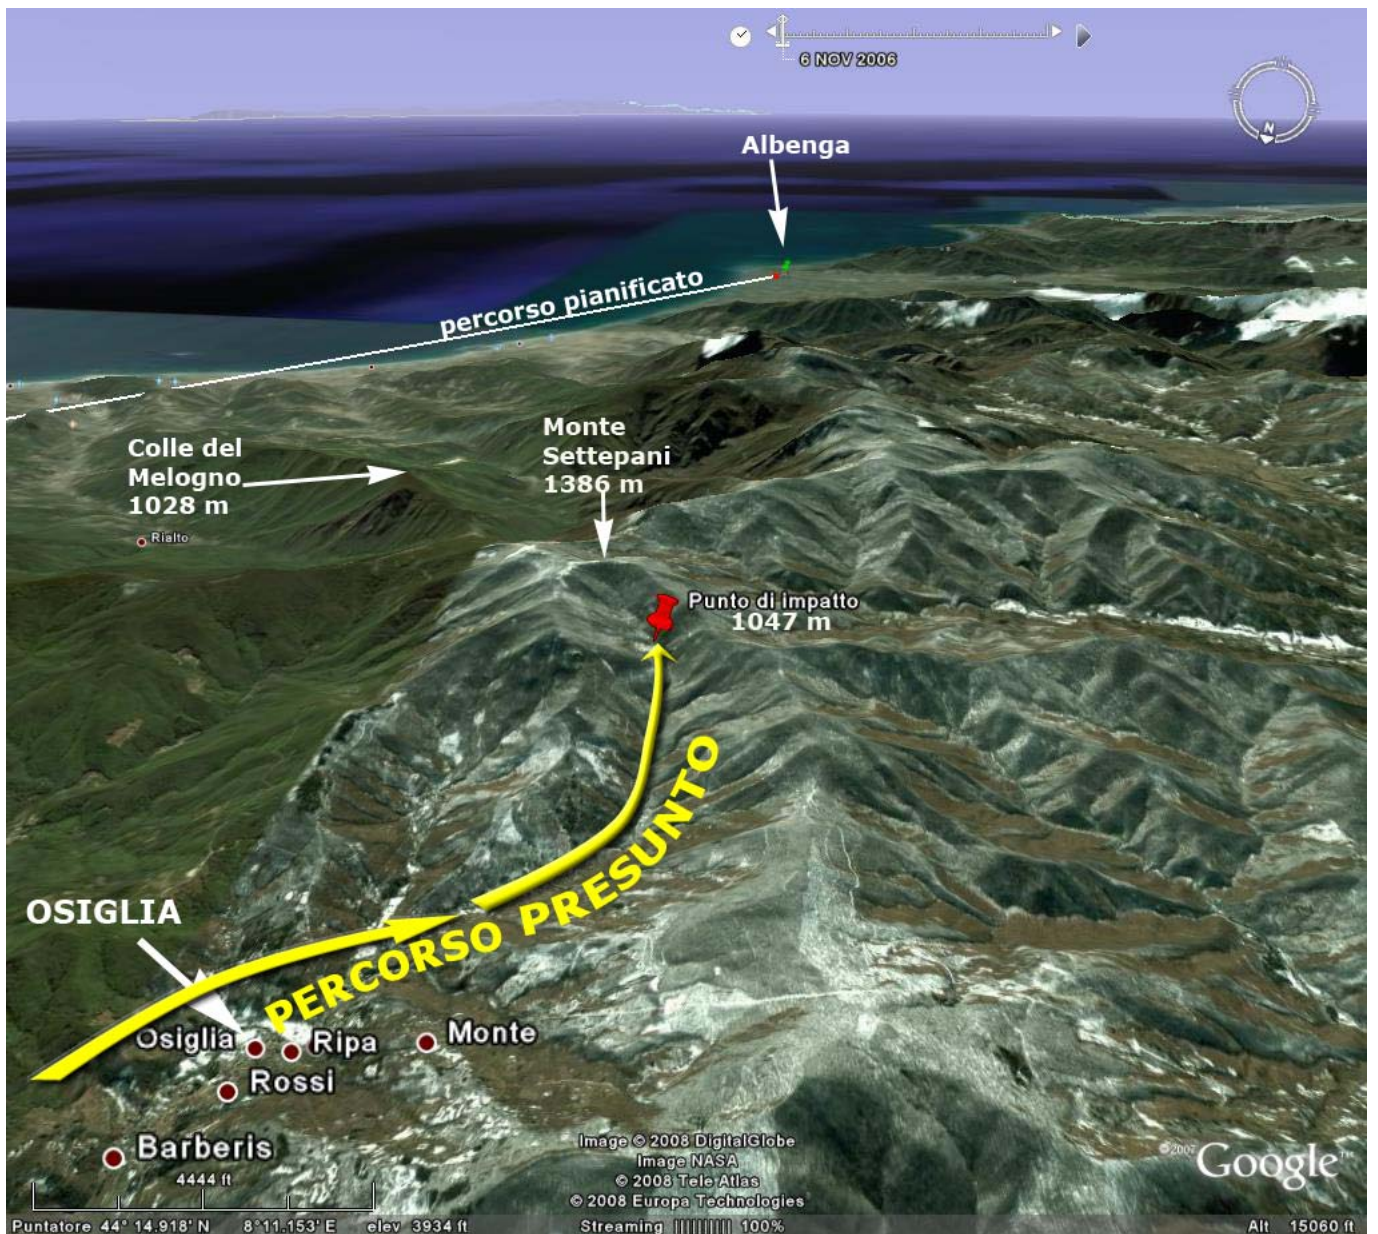 6 NOV 2006
N
Albenga
percorso pianificato
Colle del
Melogno
1028 m
Monte
Settepani
1386 m
Rialto
Punto di impatto
1047 m
PERCORSO PRESUNTO
OSIGLIA
Osiglia
Ripa
Monte
Rossi
Barberis
4444 ft
Image © 2008 DigitalGlobe
Image NASA
© 2008 Tele Atlas
© 2008 Europa Technologies
© 2007 Google™
Puntatore 44° 14.918' N 8°11.153' E elev 3934 ft
Streaming |||||||||| 100%
Alt 15060 ft